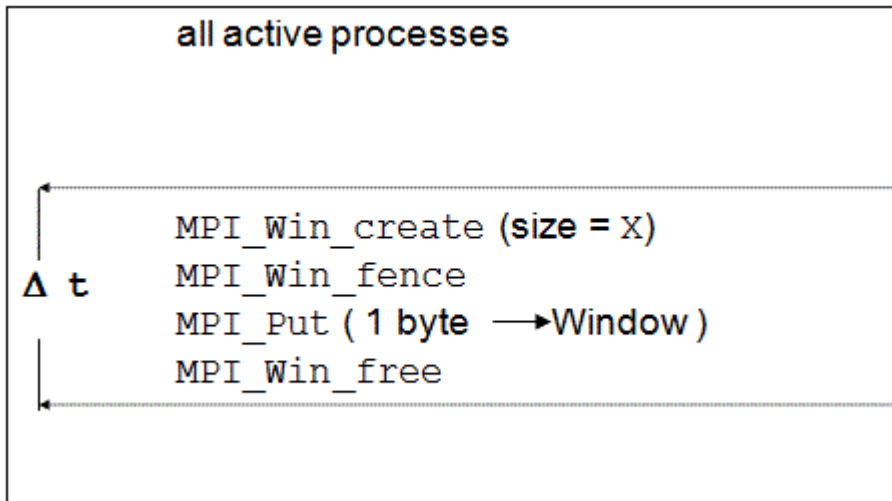 all active processes
MPI_Win_create (size = X)
MPI_Win_fence
Δ t
MPI_Put ( 1 byte → Window )
MPI_Win_free